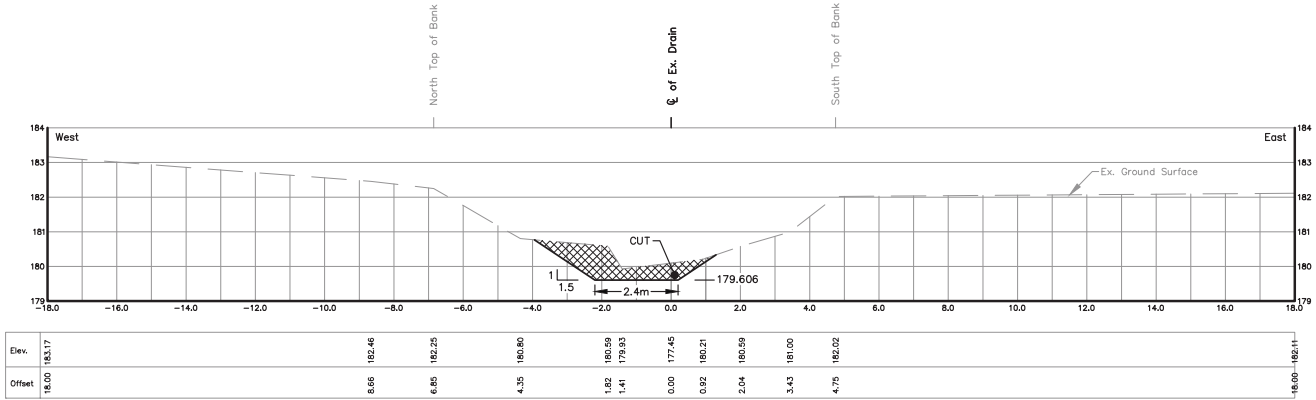 North Top of Bank
℄ of Ex. Drain
South Top of Bank
184 184
West East
183 183
Ex. Ground Surface
182 182
181 181
CUT
180 180
1
1.5
2.4m
179.606
179 179
-18.0 -16.0 -14.0 -12.0 -10.0 -8.0 -6.0 -4.0 -2.0 0.0 2.0 4.0 6.0 8.0 10.0 12.0 14.0 16.0 18.0
Elev. 183.17 182.46 182.25 180.80 180.59 179.93 177.45 180.21 180.59 181.00 182.02 182.11
Offset 18.00 8.66 6.85 4.35 1.82 1.41 0.00 0.92 2.04 3.43 4.75 18.00